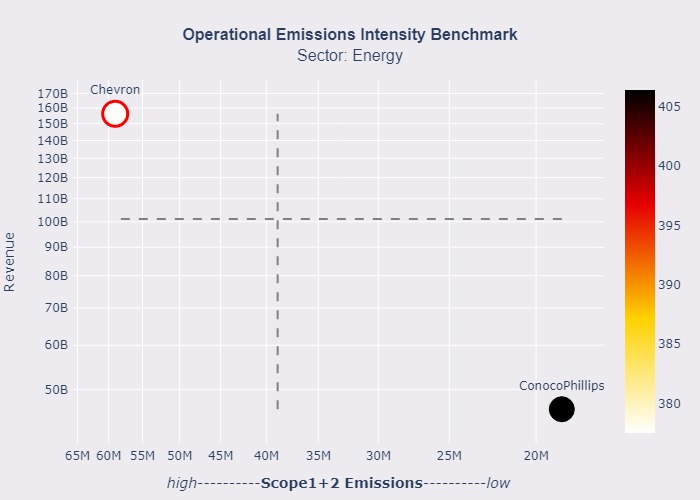 Operational Emissions Intensity Benchmark
Sector: Energy
Chevron
170B
160B
150B
140B
130B
120B
110B
100B
90B
80B
70B
60B
50B
Revenue
ConocoPhillips
405
400
395
390
385
380
65M 60M 55M 50M 45M 40M 35M 30M 25M 20M
high----------Scope1+2 Emissions----------low